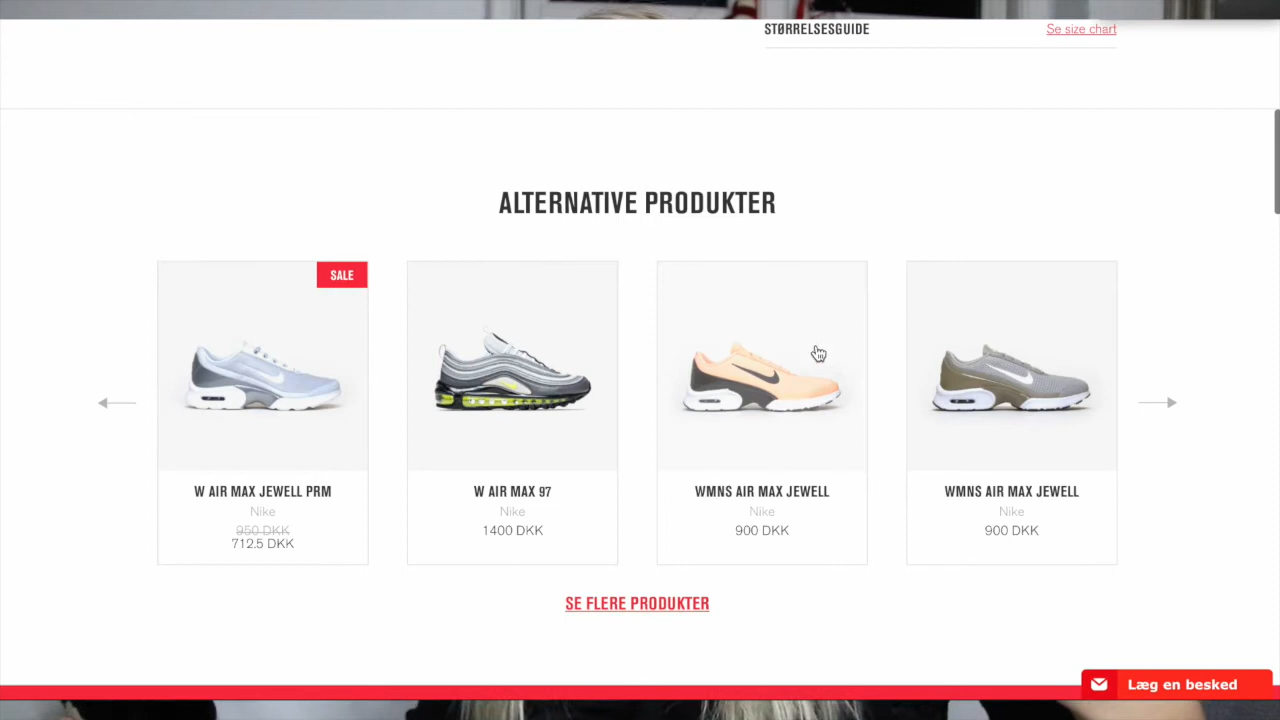 STØRRELSESGUIDE
Se size chart
ALTERNATIVE PRODUKTER
SALE
W AIR MAX JEWELL PRM
Nike
950 DKK
712.5 DKK
W AIR MAX 97
Nike
1400 DKK
WMNS AIR MAX JEWELL
Nike
900 DKK
WMNS AIR MAX JEWELL
Nike
900 DKK
SE FLERE PRODUKTER
Læg en besked